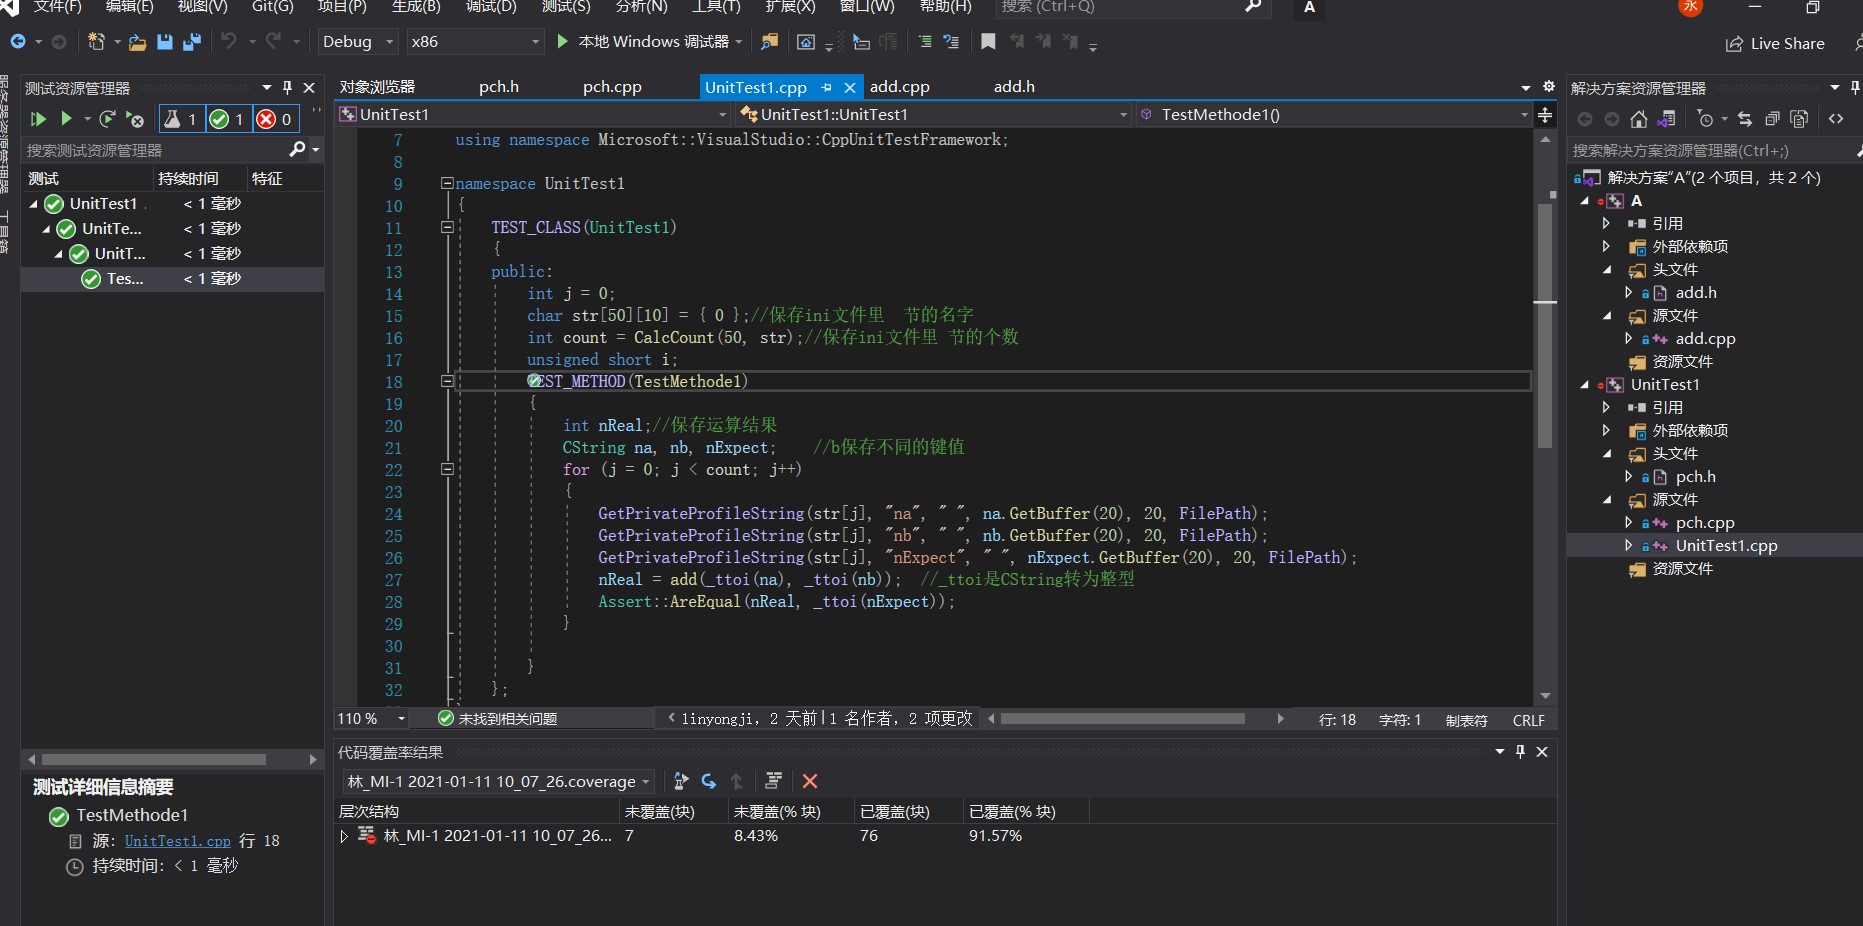 文件(F) 编辑(E) 视图(V) Git(G) 项目(P) 生成(B) 调试(D) 测试(S) 分析(N) 工具(T) 扩展(X) 窗口(W) 帮助(H) 搜索 (Ctrl+Q) A 永
Debug x86 本地 Windows 调试器 Live Share
服务器资源管理器 工具箱
测试资源管理器
1 1 0
搜索测试资源管理器
测试 持续时间 特征
UnitTest1 . < 1 毫秒
UnitTe... < 1 毫秒
UnitT... < 1 毫秒
Tes... < 1 毫秒
测试详细信息摘要
TestMethode1
源: UnitTest1.cpp 行 18
持续时间: < 1 毫秒
对象浏览器 pch.h pch.cpp UnitTest1.cpp add.cpp add.h
UnitTest1 UnitTest1::UnitTest1 TestMethode1()
7 using namespace Microsoft::VisualStudio::CppUnitTestFramework;
8
9 namespace UnitTest1
10 {
11 TEST_CLASS(UnitTest1)
12 {
13 public:
14 int j = 0;
15 char str[50][10] = { 0 };//保存ini文件里 节的名字
16 int count = CalcCount(50, str);//保存ini文件里 节的个数
17 unsigned short i;
18 TEST_METHOD(TestMethode1)
19 {
20 int nReal;//保存运算结果
21 CString na, nb, nExpect; //b保存不同的键值
22 for (j = 0; j < count; j++)
23 {
24 GetPrivateProfileString(str[j], "na", " ", na.GetBuffer(20), 20, FilePath);
25 GetPrivateProfileString(str[j], "nb", " ", nb.GetBuffer(20), 20, FilePath);
26 GetPrivateProfileString(str[j], "nExpect", " ", nExpect.GetBuffer(20), 20, FilePath);
27 nReal = add(_ttoi(na), _ttoi(nb)); //_ttoi是CString转为整型
28 Assert::AreEqual(nReal, _ttoi(nExpect));
29 }
30
31 }
32 };
110 % 未找到相关问题 < linyongji，2 天前|1 名作者，2 项更改 行: 18 字符: 1 制表符 CRLF
代码覆盖率结果
林_MI-1 2021-01-11 10_07_26.coverage
层次结构 未覆盖(块) 未覆盖(% 块) 已覆盖(块) 已覆盖(% 块)
林_MI-1 2021-01-11 10_07_26... 7 8.43% 76 91.57%
解决方案资源管理器
搜索解决方案资源管理器(Ctrl+;)
解决方案"A"(2 个项目，共 2 个)
A
引用
外部依赖项
头文件
add.h
源文件
add.cpp
资源文件
UnitTest1
引用
外部依赖项
头文件
pch.h
源文件
pch.cpp
UnitTest1.cpp
资源文件